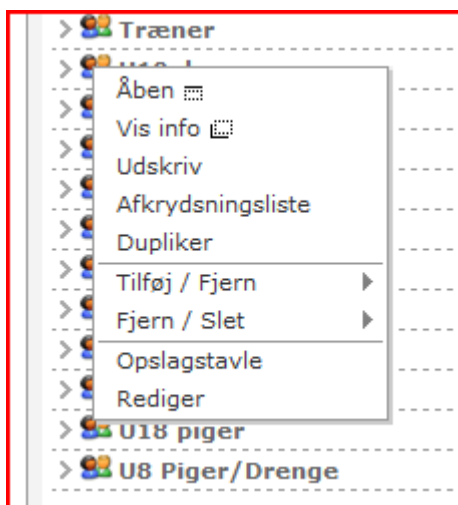 Træner
Åben
Vis info
Udskriv
Afkrydsningsliste
Dupliker
Tilføj / Fjern
Fjern / Slet
Opslagstavle
Rediger
U18 piger
U8 Piger/Drenge